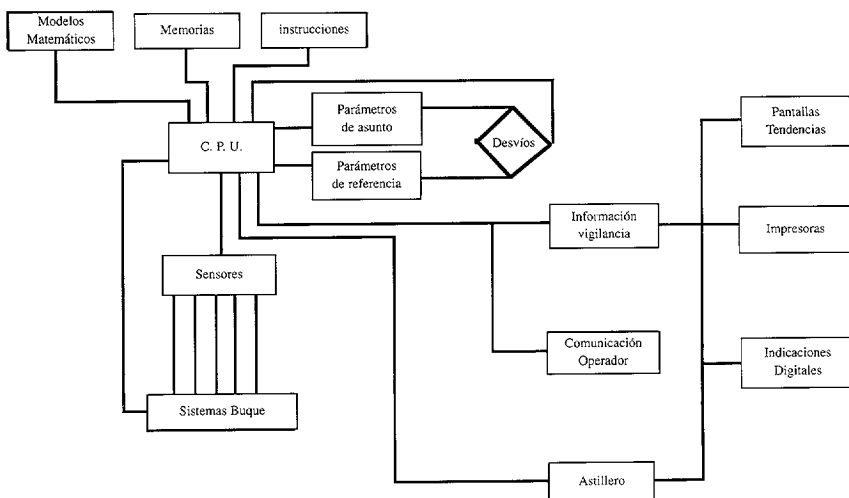 Modelos
Matemáticos
Memorias
instrucciones
Parámetros
de asunto
C. P. U.
Desvíos
Parámetros
de referencia
Pantallas
Tendencias
Información
vigilancia
Impresoras
Sensores
Comunicación
Operador
Indicaciones
Digitales
Sistemas Buque
Astillero